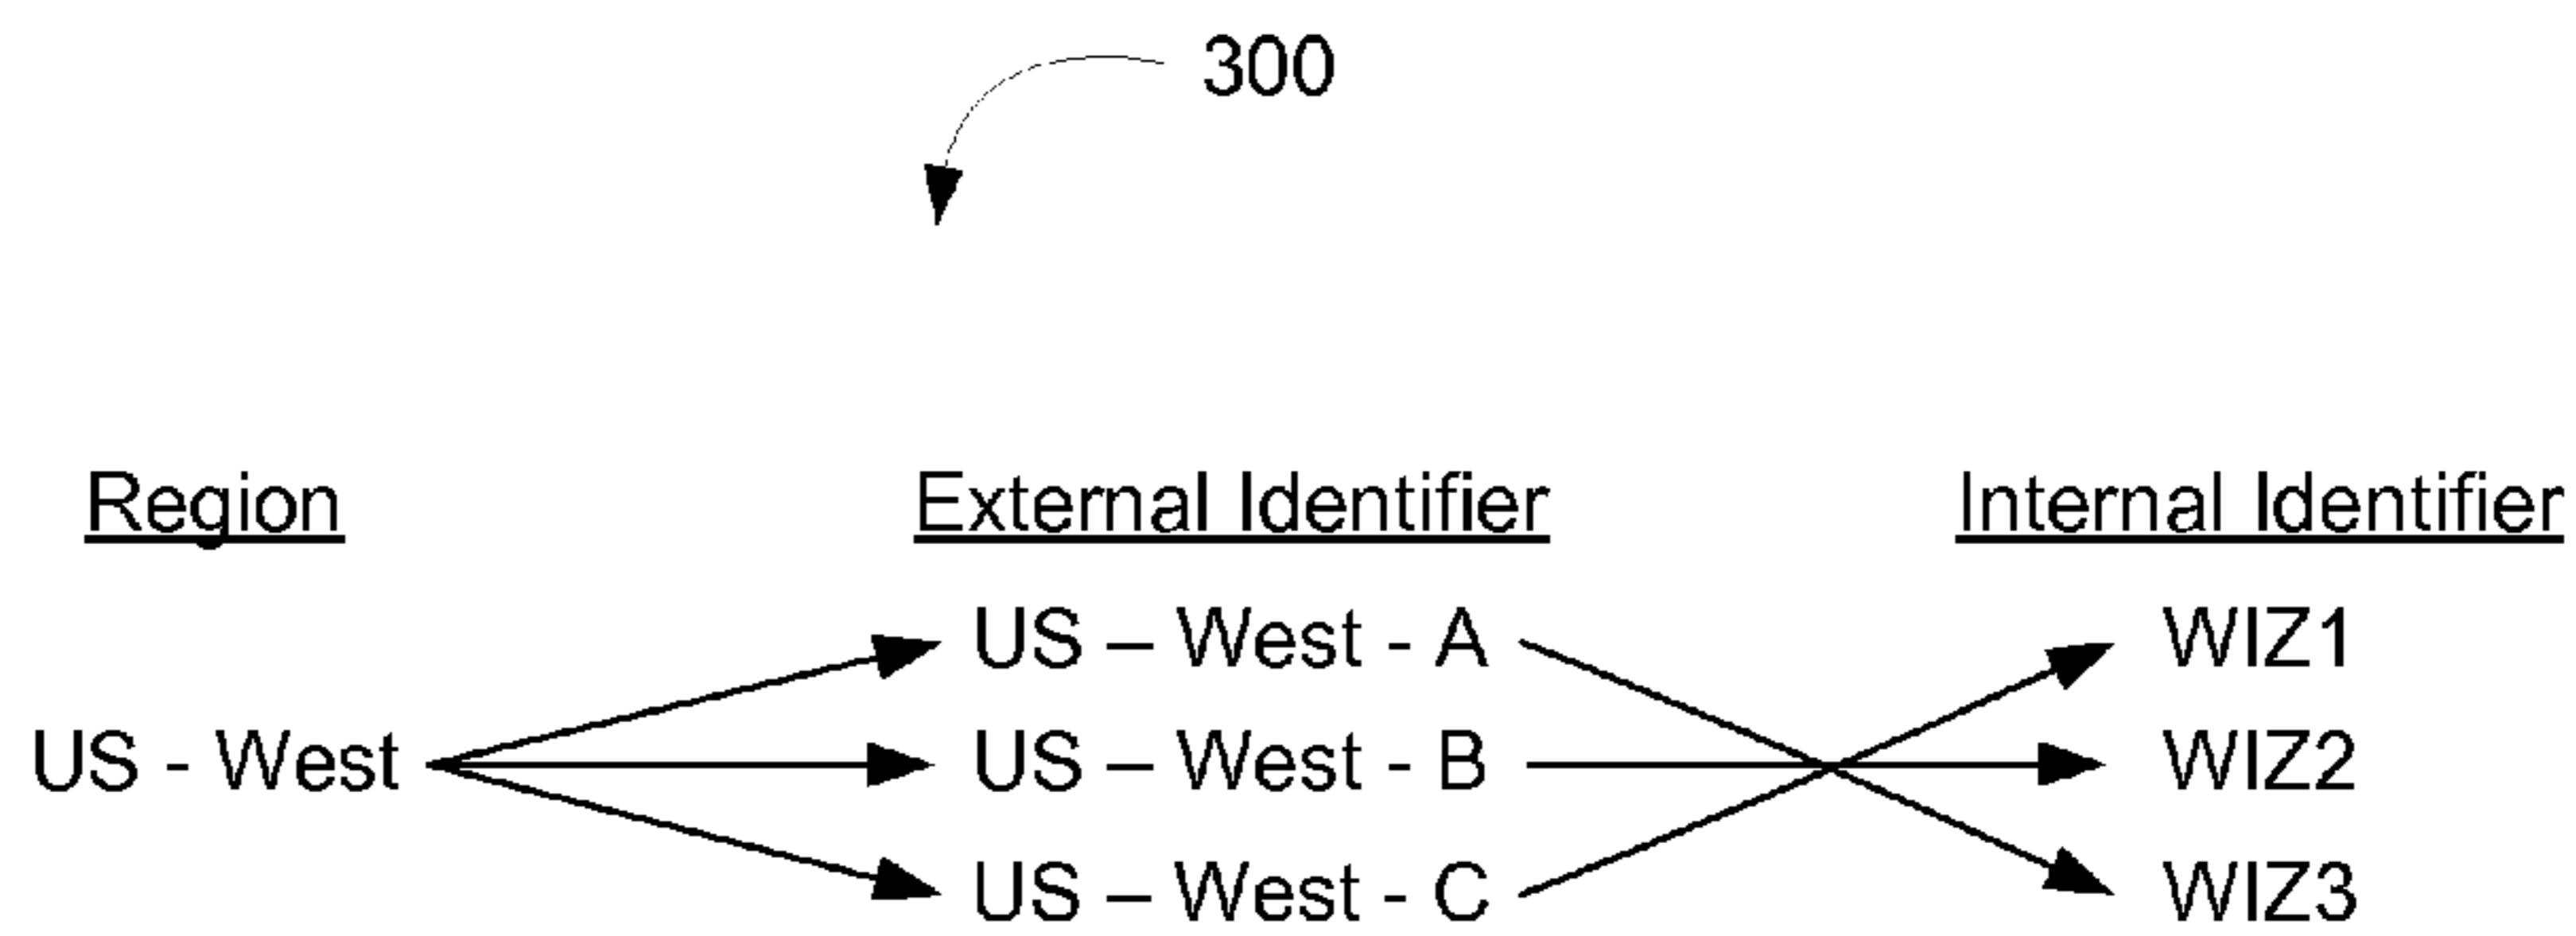 300
Region External Identifier Internal Identifier
US – West - A WIZ1
US - West US – West - B WIZ2
US – West - C WIZ3